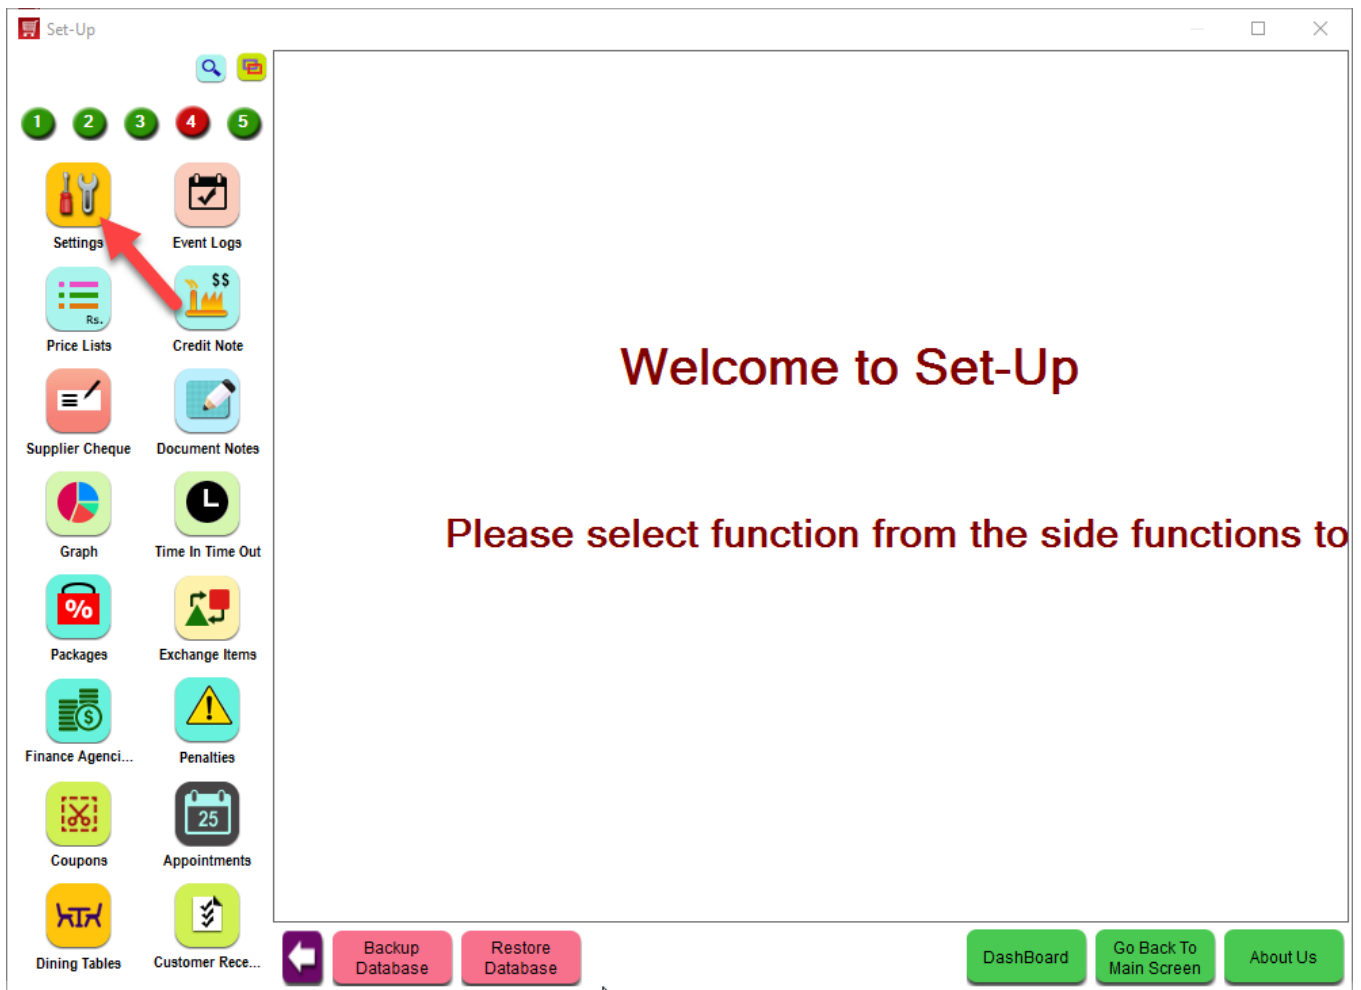 Set-Up
1 2 3 4 5
Settings Event Logs
$$
Rs.
Price Lists Credit Note
Supplier Cheque Document Notes
Graph Time In Time Out
%
Packages Exchange Items
$
Finance Agenci... Penalties
25
Coupons Appointments
Dining Tables Customer Rece...
Welcome to Set-Up
Please select function from the side functions to
Backup
Database
Restore
Database
DashBoard
Go Back To
Main Screen
About Us